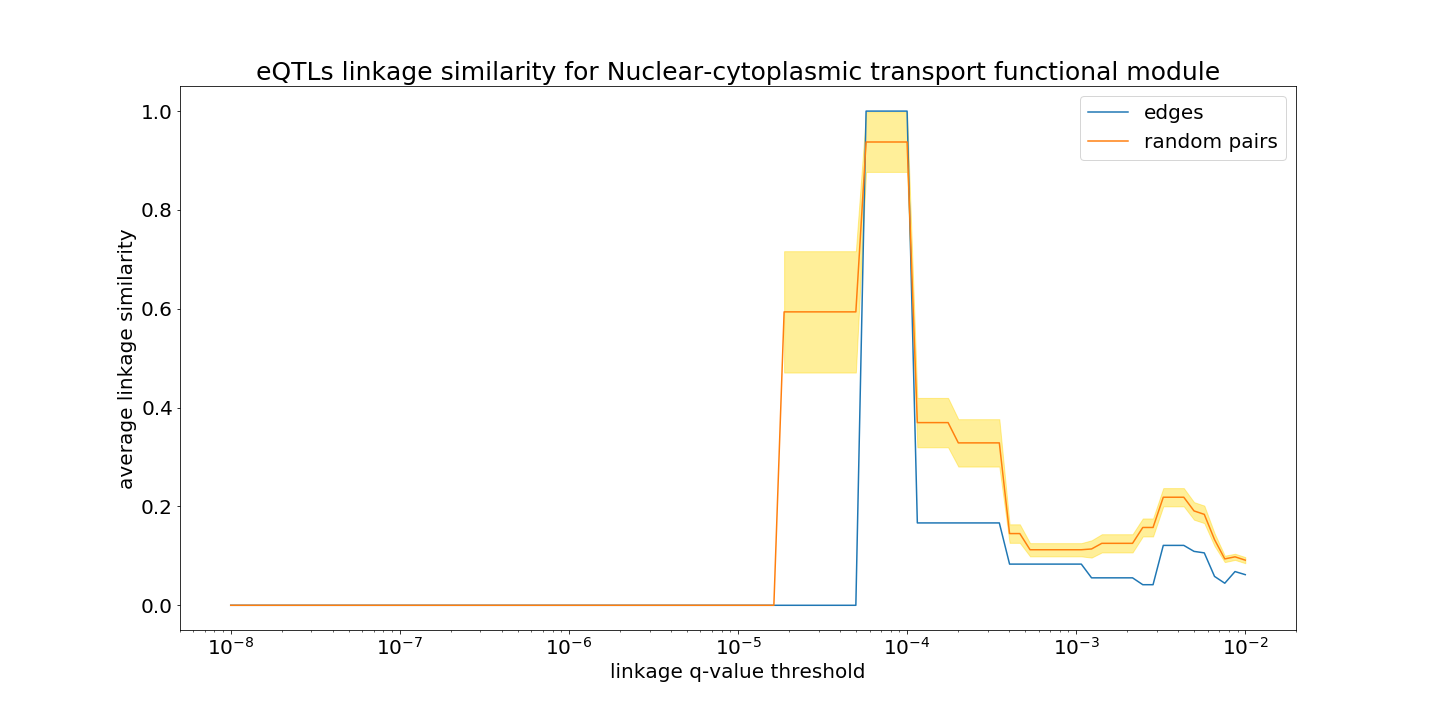 eQTLs linkage similarity for Nuclear-cytoplasmic transport functional module
edges
random pairs
average linkage similarity
1.0
0.8
0.6
0.4
0.2
0.0
10⁻⁸ 10⁻⁷ 10⁻⁶ 10⁻⁵ 10⁻⁴ 10⁻³ 10⁻²
linkage q-value threshold